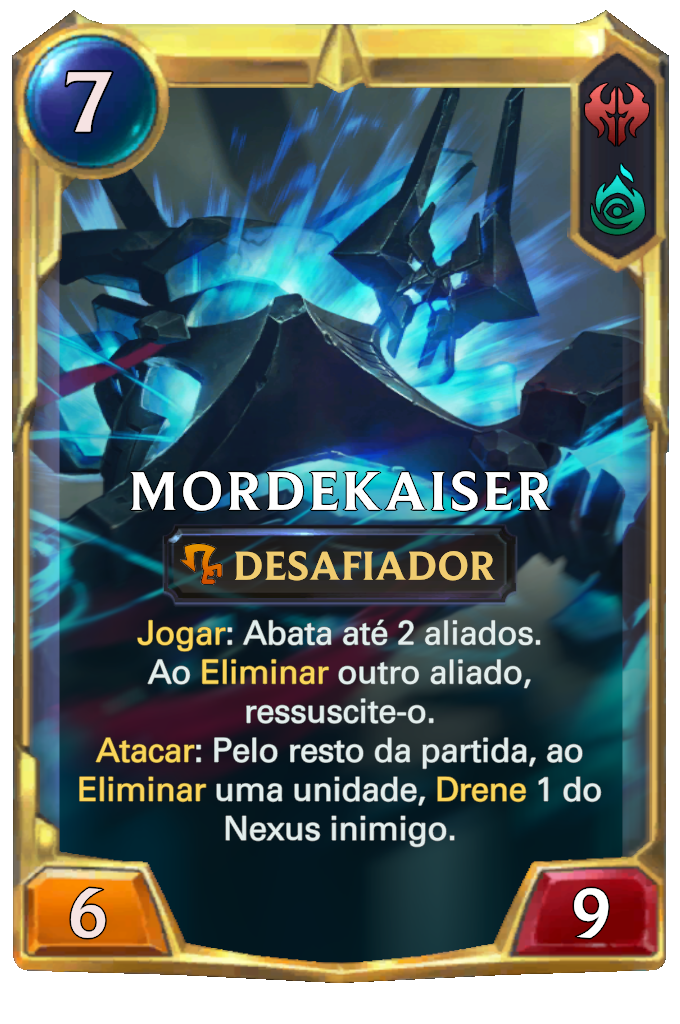 7
MORDEKAISER
DESAFIADOR
Jogar: Abata até 2 aliados.
Ao Eliminar outro aliado,
ressuscite-o.
Atacar: Pelo resto da partida, ao
Eliminar uma unidade, Drene 1 do
Nexus inimigo.
6
9